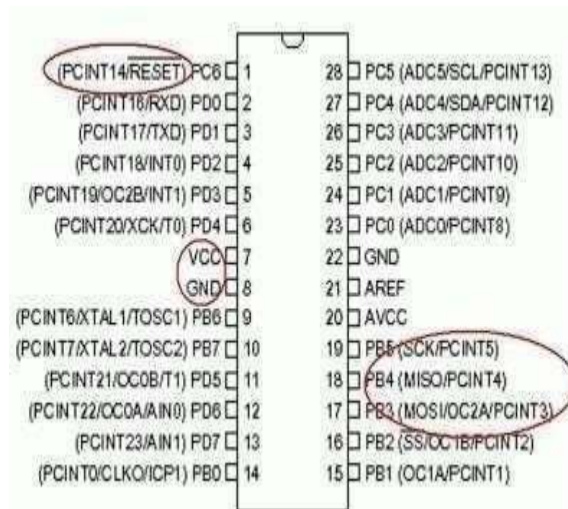 (PCINT14/RESET) PC6 1 28 PC5 (ADC5/SCL/PCINT13)
(PCINT16/RXD) PD0 2 27 PC4 (ADC4/SDA/PCINT12)
(PCINT17/TXD) PD1 3 26 PC3 (ADC3/PCINT11)
(PCINT18/INT0) PD2 4 25 PC2 (ADC2/PCINT10)
(PCINT19/OC2B/INT1) PD3 5 24 PC1 (ADC1/PCINT9)
(PCINT20/XCK/T0) PD4 6 23 PC0 (ADC0/PCINT8)
VCC 7 22 GND
GND 8 21 AREF
(PCINT6/XTAL1/TOSC1) PB6 9 20 AVCC
(PCINT7/XTAL2/TOSC2) PB7 10 19 PB5 (SCK/PCINT5)
(PCINT21/OC0B/T1) PD5 11 18 PB4 (MISO/PCINT4)
(PCINT22/OC0A/AIN0) PD6 12 17 PB3 (MOSI/OC2A/PCINT3)
(PCINT23/AIN1) PD7 13 16 PB2 (SS/OC1B/PCINT2)
(PCINT0/CLKO/ICP1) PB0 14 15 PB1 (OC1A/PCINT1)